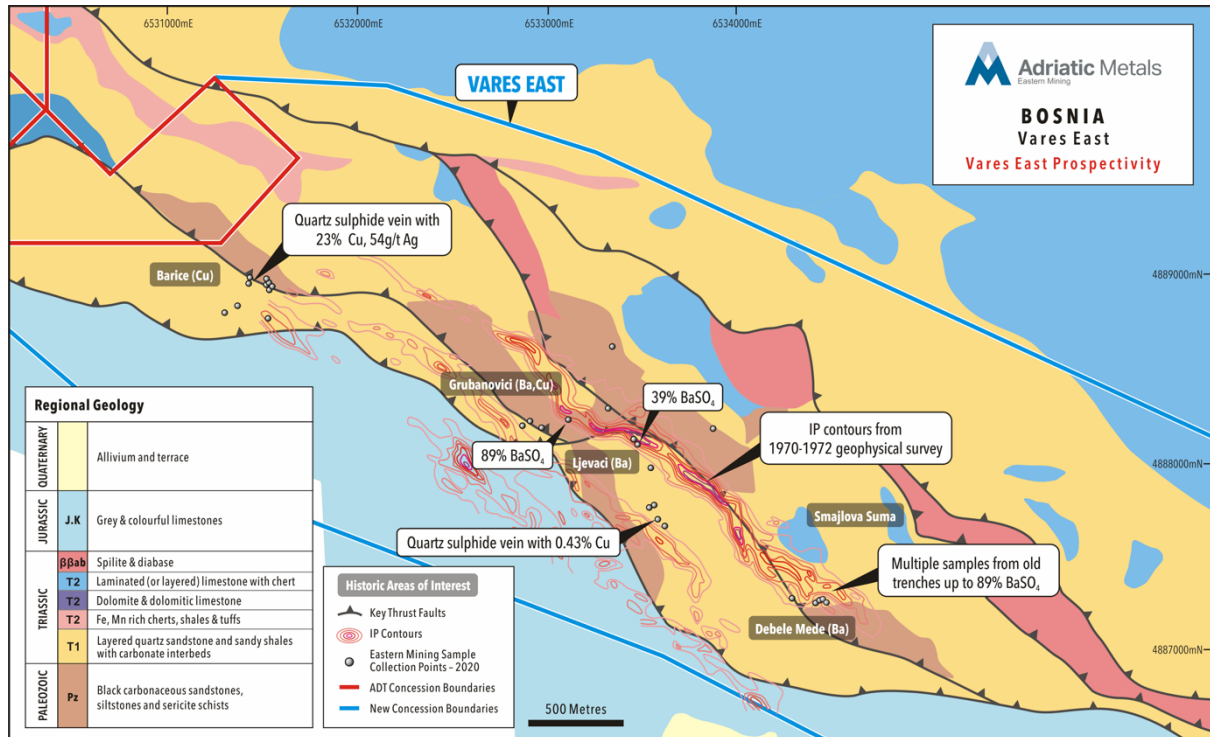 6531000mE
6532000mE
6533000mE
6534000mE
Adriatic Metals
Eastern Mining
BOSNIA
Vares East
Vares East Prospectivity
VARES EAST
Quartz sulphide vein with
23% Cu, 54g/t Ag
Barice (Cu)
4889000mN
Grubanovici (Ba,Cu)
39% BaSO₄
IP contours from
1970-1972 geophysical survey
89% BaSO₄
Ljevaci (Ba)
4888000mN
Smajlova Suma
Quartz sulphide vein with 0.43% Cu
Multiple samples from old
trenches up to 89% BaSO₄
Debele Mede (Ba)
4887000mN
Regional Geology
QUATERNARY
Allivium and terrace
JURASSIC
J.K
Grey & colourful limestones
TRIASSIC
ββab
Spilite & diabase
T2
Laminated (or layered) limestone with chert
T2
Dolomite & dolomitic limestone
T2
Fe, Mn rich cherts, shales & tuffs
T1
Layered quartz sandstone and sandy shales
with carbonate interbeds
PALEOZOIC
Pz
Black carbonaceous sandstones,
siltstones and sericite schists
Historic Areas of Interest
Key Thrust Faults
IP Contours
Eastern Mining Sample
Collection Points – 2020
ADT Concession Boundaries
New Concession Boundaries
500 Metres